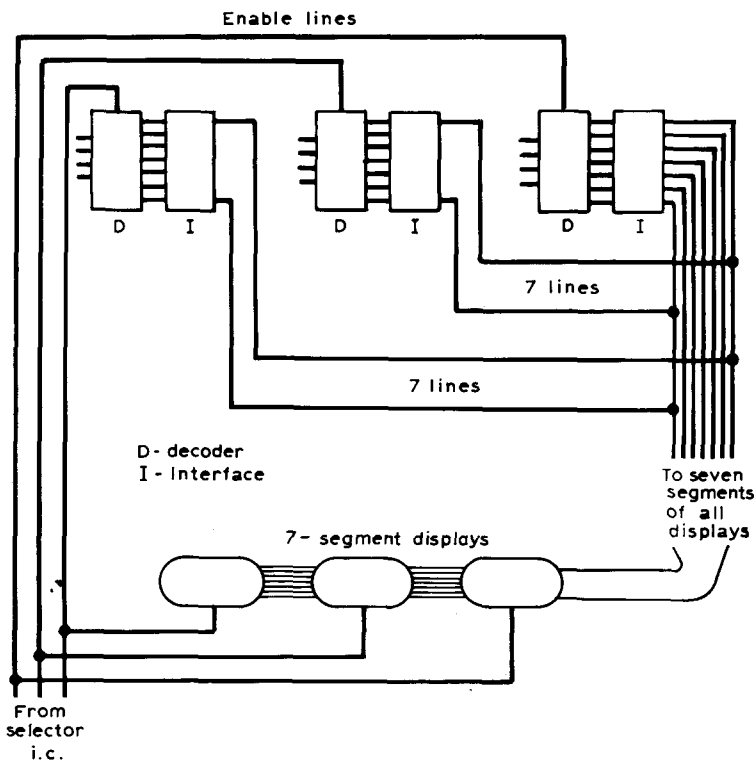 Enable lines
D
I
D
I
D
I
7 lines
7 lines
D- decoder
I - Interface
To seven
segments
of all
displays
7- segment displays
From
selector
i.c.